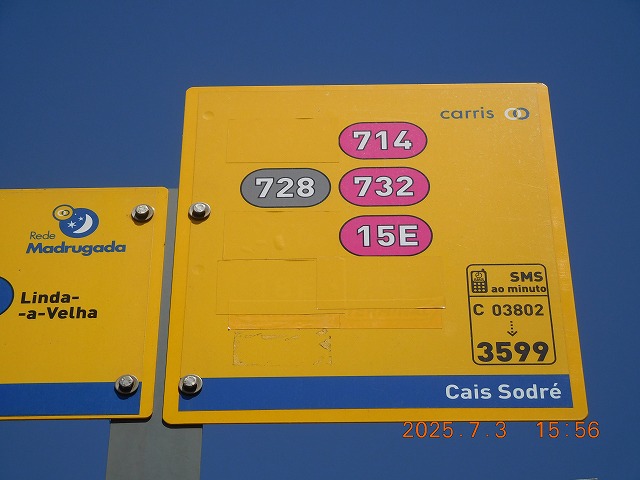 Rede
Madrugada
Linda-
-a-Velha
carris
714
728 732
15E
SMS
ao minuto
C 03802
3599
Cais Sodré
2025.7.3 15:56